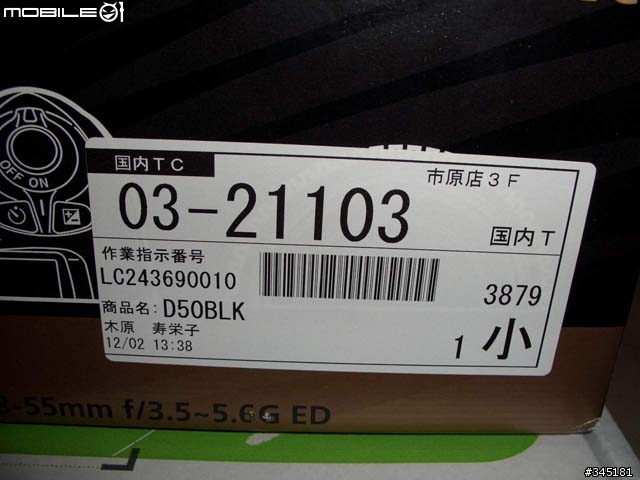 MOBILE01
OFF ON
国内TC
市原店3F
03-21103
国内T
作業指示番号
LC243690010
3879
商品名:D50BLK
木原 寿栄子
12/02 13:38
1 小
-55mm f/3.5~5.6G ED
#345181